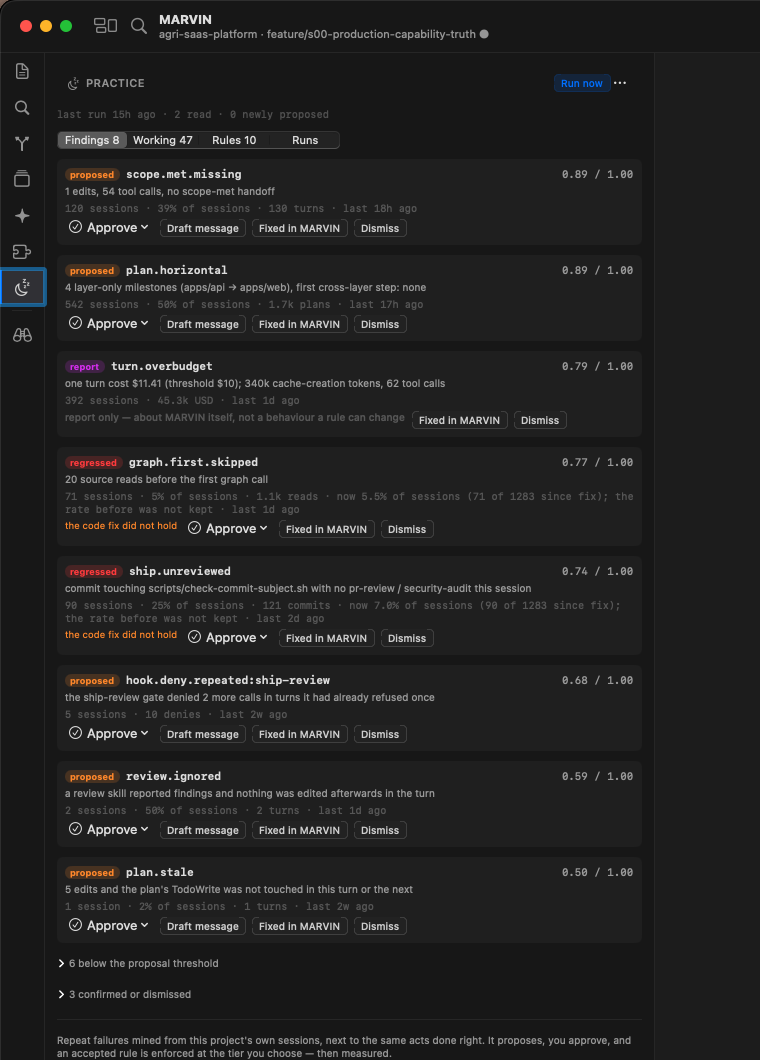 MARVIN
agri-saas-platform · feature/s00-production-capability-truth
PRACTICE
Run now ···
last run 15h ago · 2 read · 0 newly proposed
Findings 8 Working 47 Rules 10 Runs
proposed scope.met.missing 0.89 / 1.00
1 edits, 54 tool calls, no scope-met handoff
120 sessions · 39% of sessions · 130 turns · last 18h ago
Approve Draft message Fixed in MARVIN Dismiss
proposed plan.horizontal 0.89 / 1.00
4 layer-only milestones (apps/api → apps/web), first cross-layer step: none
542 sessions · 50% of sessions · 1.7k plans · last 17h ago
Approve Draft message Fixed in MARVIN Dismiss
report turn.overbudget 0.79 / 1.00
one turn cost $11.41 (threshold $10); 340k cache-creation tokens, 62 tool calls
392 sessions · 45.3k USD · last 1d ago
report only — about MARVIN itself, not a behaviour a rule can change Fixed in MARVIN Dismiss
regressed graph.first.skipped 0.77 / 1.00
20 source reads before the first graph call
71 sessions · 5% of sessions · 1.1k reads · now 5.5% of sessions (71 of 1283 since fix); the
rate before was not kept · last 1d ago
the code fix did not hold Approve Fixed in MARVIN Dismiss
regressed ship.unreviewed 0.74 / 1.00
commit touching scripts/check-commit-subject.sh with no pr-review / security-audit this session
90 sessions · 25% of sessions · 121 commits · now 7.0% of sessions (90 of 1283 since fix);
the rate before was not kept · last 2d ago
the code fix did not hold Approve Fixed in MARVIN Dismiss
proposed hook.deny.repeated:ship-review 0.68 / 1.00
the ship-review gate denied 2 more calls in turns it had already refused once
5 sessions · 10 denies · last 2w ago
Approve Draft message Fixed in MARVIN Dismiss
proposed review.ignored 0.59 / 1.00
a review skill reported findings and nothing was edited afterwards in the turn
2 sessions · 50% of sessions · 2 turns · last 1d ago
Approve Draft message Fixed in MARVIN Dismiss
proposed plan.stale 0.50 / 1.00
5 edits and the plan's TodoWrite was not touched in this turn or the next
1 session · 2% of sessions · 1 turns · last 2w ago
Approve Draft message Fixed in MARVIN Dismiss
6 below the proposal threshold
3 confirmed or dismissed
Repeat failures mined from this project's own sessions, next to the same acts done right. It proposes, you approve, and
an accepted rule is enforced at the tier you choose — then measured.